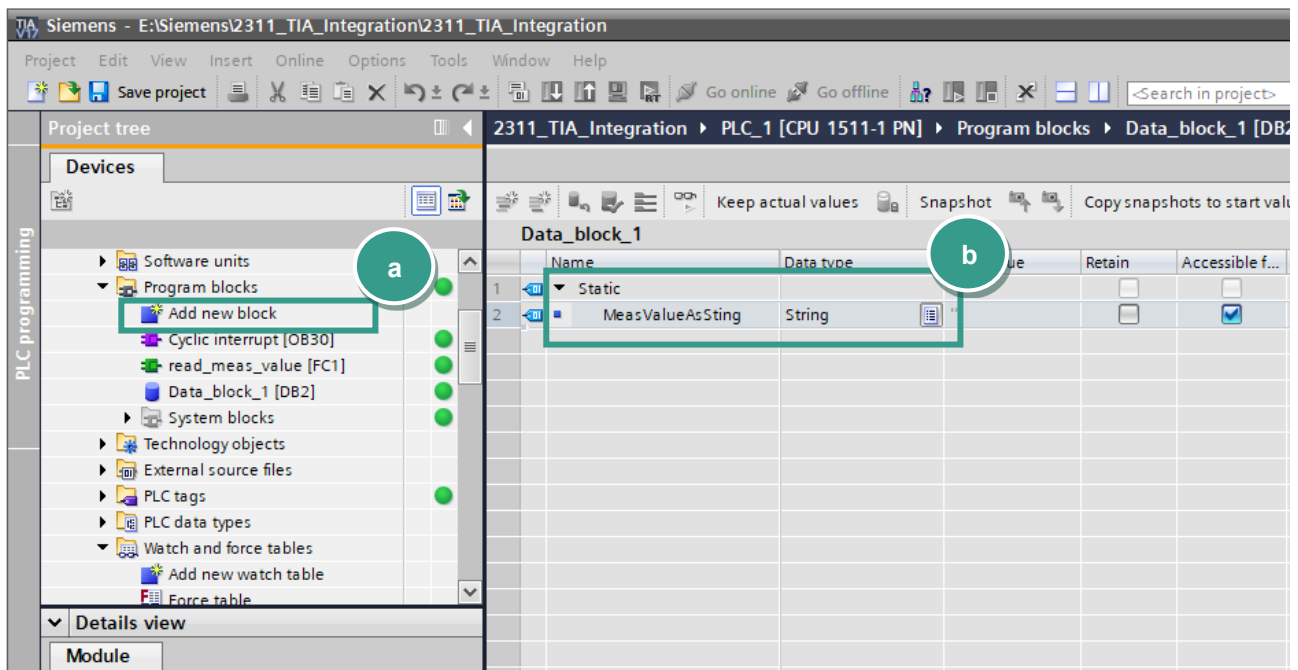 Siemens - E:\Siemens\2311_TIA_Integration\2311_TIA_Integration
Project Edit View Insert Online Options Tools Window Help
Save project Go online Go offline <Search in project>
Project tree
2311_TIA_Integration PLC_1 [CPU 1511-1 PN] Program blocks Data_block_1 [DB2
Devices
Keep actual values Snapshot Copy snapshots to start valu
Data_block_1
Name Data type ue Retain Accessible f...
1 Static
2 MeasValueAsSting String ''
PLC programming
Software units
Program blocks
Add new block
Cyclic interrupt [OB30]
read_meas_value [FC1]
Data_block_1 [DB2]
System blocks
Technology objects
External source files
PLC tags
PLC data types
Watch and force tables
Add new watch table
Force table
Details view
Module
a
b